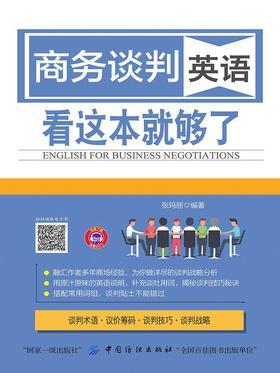 商务谈判英语
看这本就够了
ENGLISH FOR BUSINESS NEGOTIATIONS
张玛丽◎编著
融汇作者多年商场经验，为你做详尽的谈判战略分析
用原汁原味的英语说明，补充谈吐用词，揭秘谈判技巧秘诀
搭配常用词组，谈判贴士不能错过
谈判术语·议价筹码·谈判技巧·谈判战略
“国家一级出版社” 中国纺织出版社 “全国百佳图书出版单位”